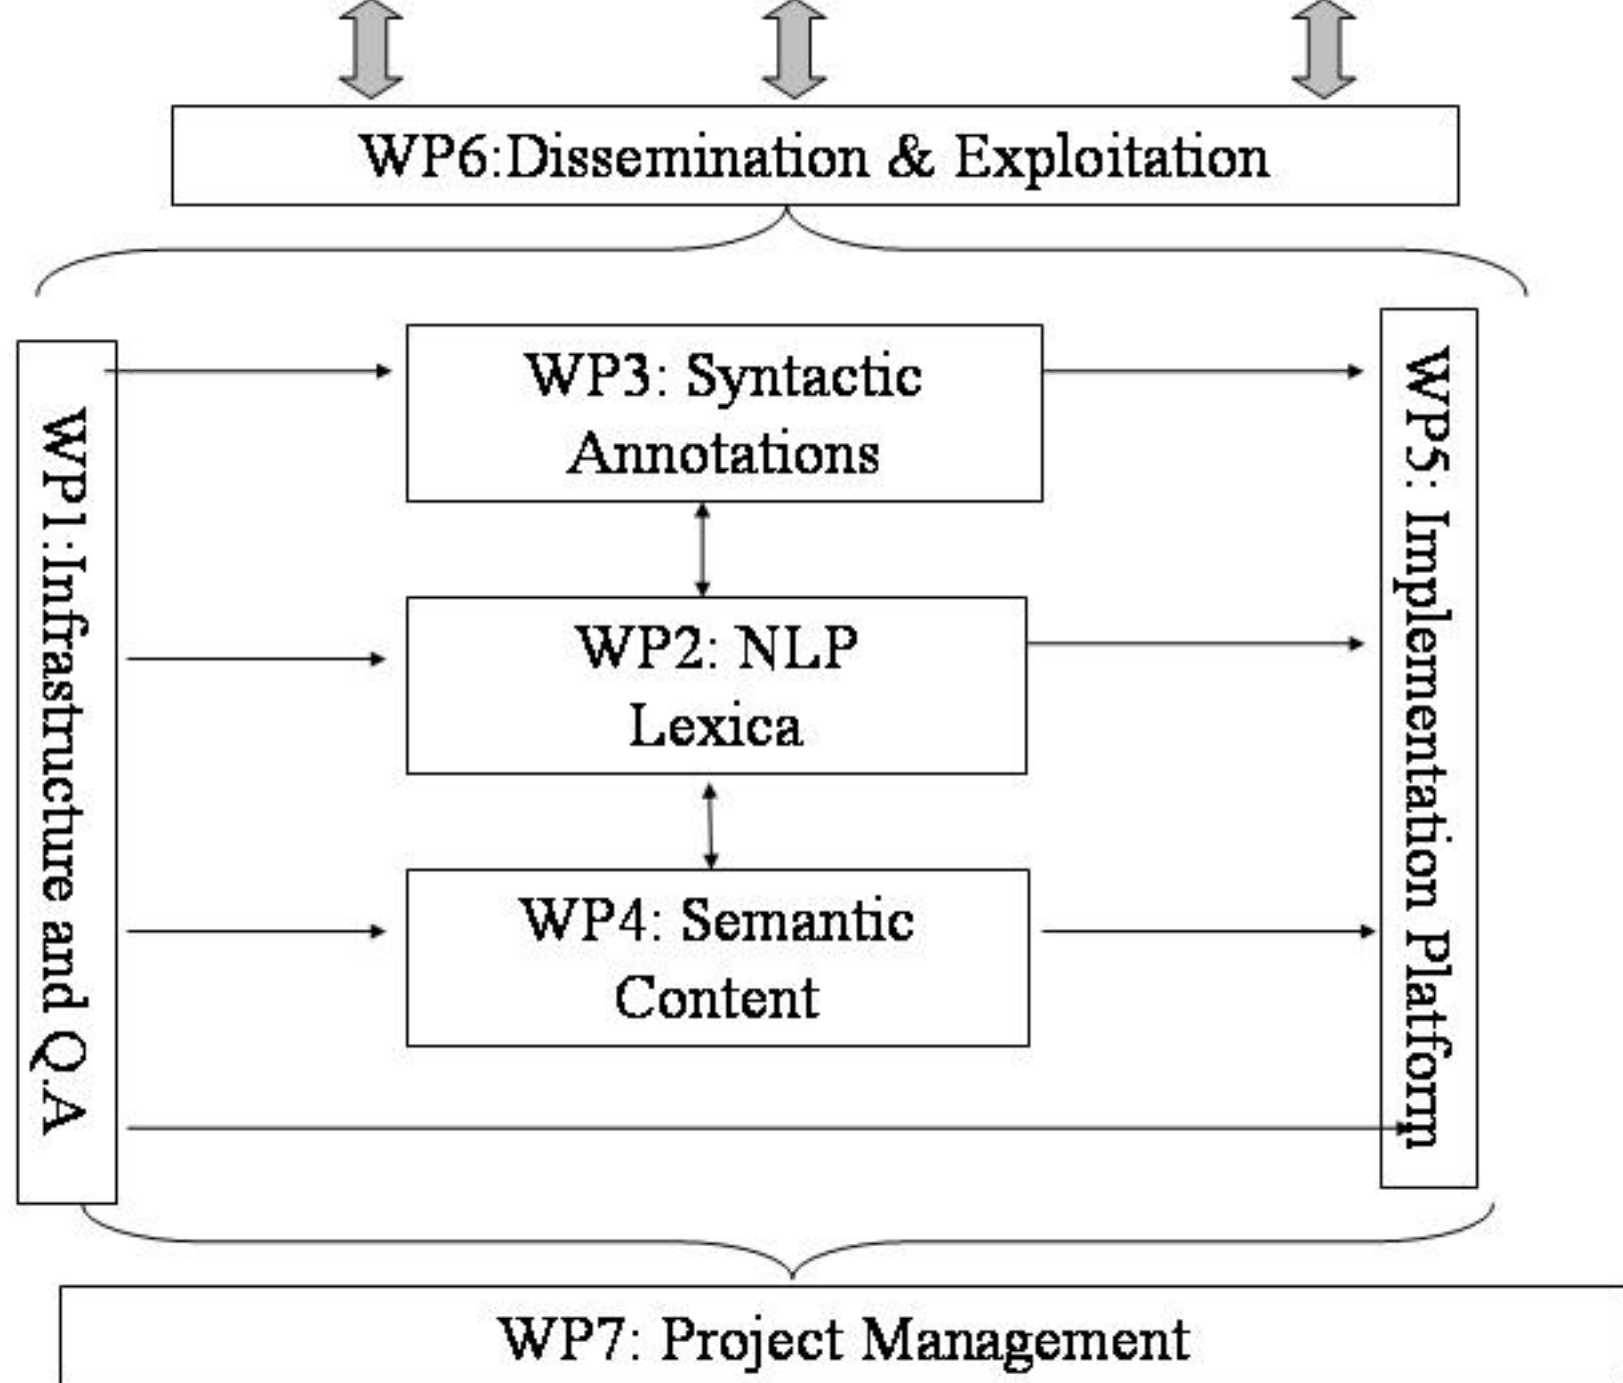 WP6:Dissemination & Exploitation
WP1:Infrastructure and Q.A
WP3: Syntactic
Annotations
WP2: NLP
Lexica
WP4: Semantic
Content
WP5: Implementation Platform
WP7: Project Management